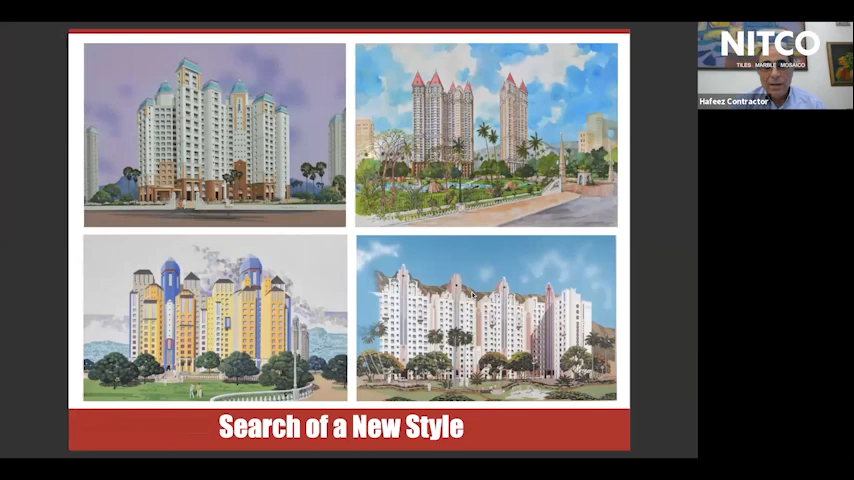 NITCO
TILES MARBLE MOSAICO
Hafeez Contractor
Search of a New Style